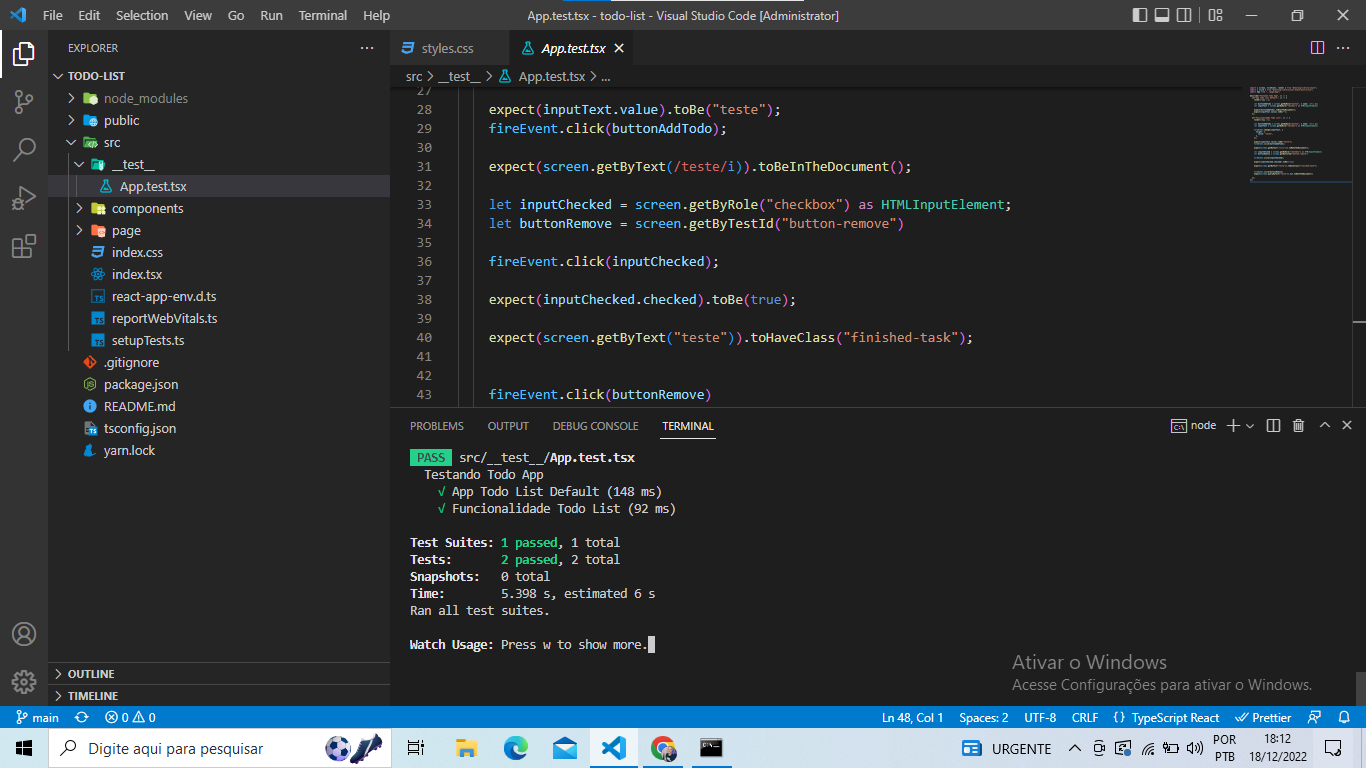 File Edit Selection View Go Run Terminal Help
App.test.tsx - todo-list - Visual Studio Code [Administrator]
EXPLORER
TODO-LIST
node_modules
public
src
__test__
App.test.tsx
components
page
index.css
index.tsx
react-app-env.d.ts
reportWebVitals.ts
setupTests.ts
.gitignore
package.json
README.md
tsconfig.json
yarn.lock
OUTLINE
TIMELINE
styles.css
App.test.tsx
src > __test__ > App.test.tsx > ...
27
28 expect(inputText.value).toBe("teste");
29 fireEvent.click(buttonAddTodo);
30
31 expect(screen.getByText(/teste/i)).toBeInTheDocument();
32
33 let inputChecked = screen.getByRole("checkbox") as HTMLInputElement;
34 let buttonRemove = screen.getByTestId("button-remove")
35
36 fireEvent.click(inputChecked);
37
38 expect(inputChecked.checked).toBe(true);
39
40 expect(screen.getByText("teste")).toHaveClass("finished-task");
41
42
43 fireEvent.click(buttonRemove)
PROBLEMS OUTPUT DEBUG CONSOLE TERMINAL
node
PASS src/__test__/App.test.tsx
Testando Todo App
√ App Todo List Default (148 ms)
√ Funcionalidade Todo List (92 ms)
Test Suites: 1 passed, 1 total
Tests: 2 passed, 2 total
Snapshots: 0 total
Time: 5.398 s, estimated 6 s
Ran all test suites.
Watch Usage: Press w to show more.
Ativar o Windows
Acesse Configurações para ativar o Windows.
main 0 0 Ln 48, Col 1 Spaces: 2 UTF-8 CRLF {} TypeScript React Prettier
Digite aqui para pesquisar
URGENTE
POR
PTB
18:12
18/12/2022